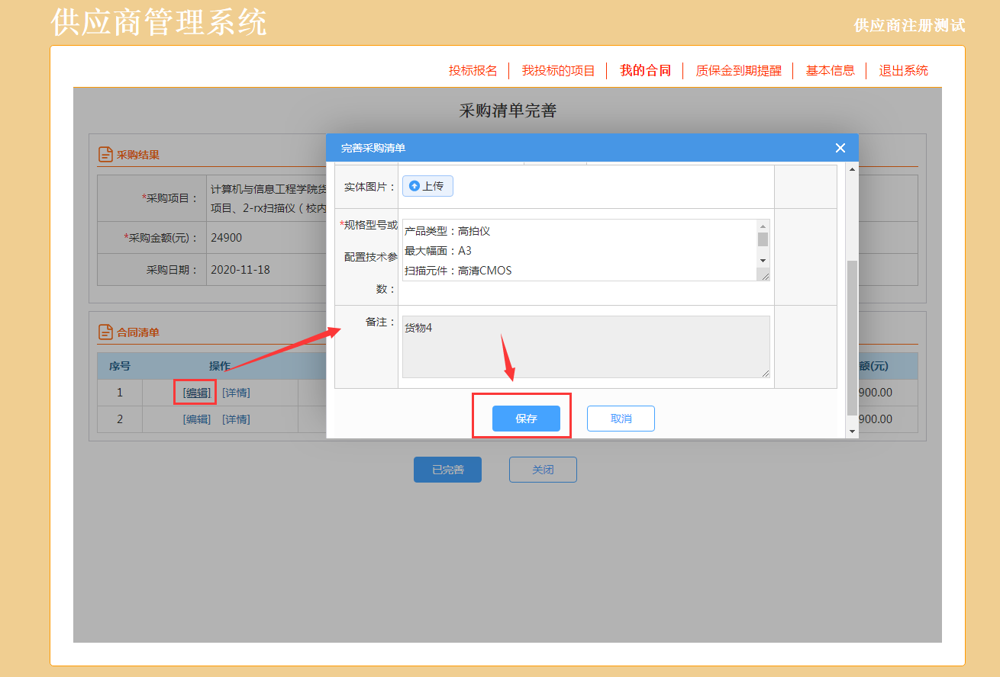 供应商管理系统
供应商注册测试
投标报名
我投标的项目
我的合同
质保金到期提醒
基本信息
退出系统
采购清单完善
采购结果
*采购项目：
计算机与信息工程学院货
项目、2-rx扫描仪（校内
*采购金额(元)：
24900
采购日期：
2020-11-18
合同清单
序号
操作
额(元)
1
[编辑]
[详情]
900.00
2
[编辑]
[详情]
900.00
已完善
关闭
完善采购清单
实体图片：
上传
*规格型号或
配置技术参
数：
产品类型：高拍仪
最大幅面：A3
扫描元件：高清CMOS
备注：
货物4
保存
取消